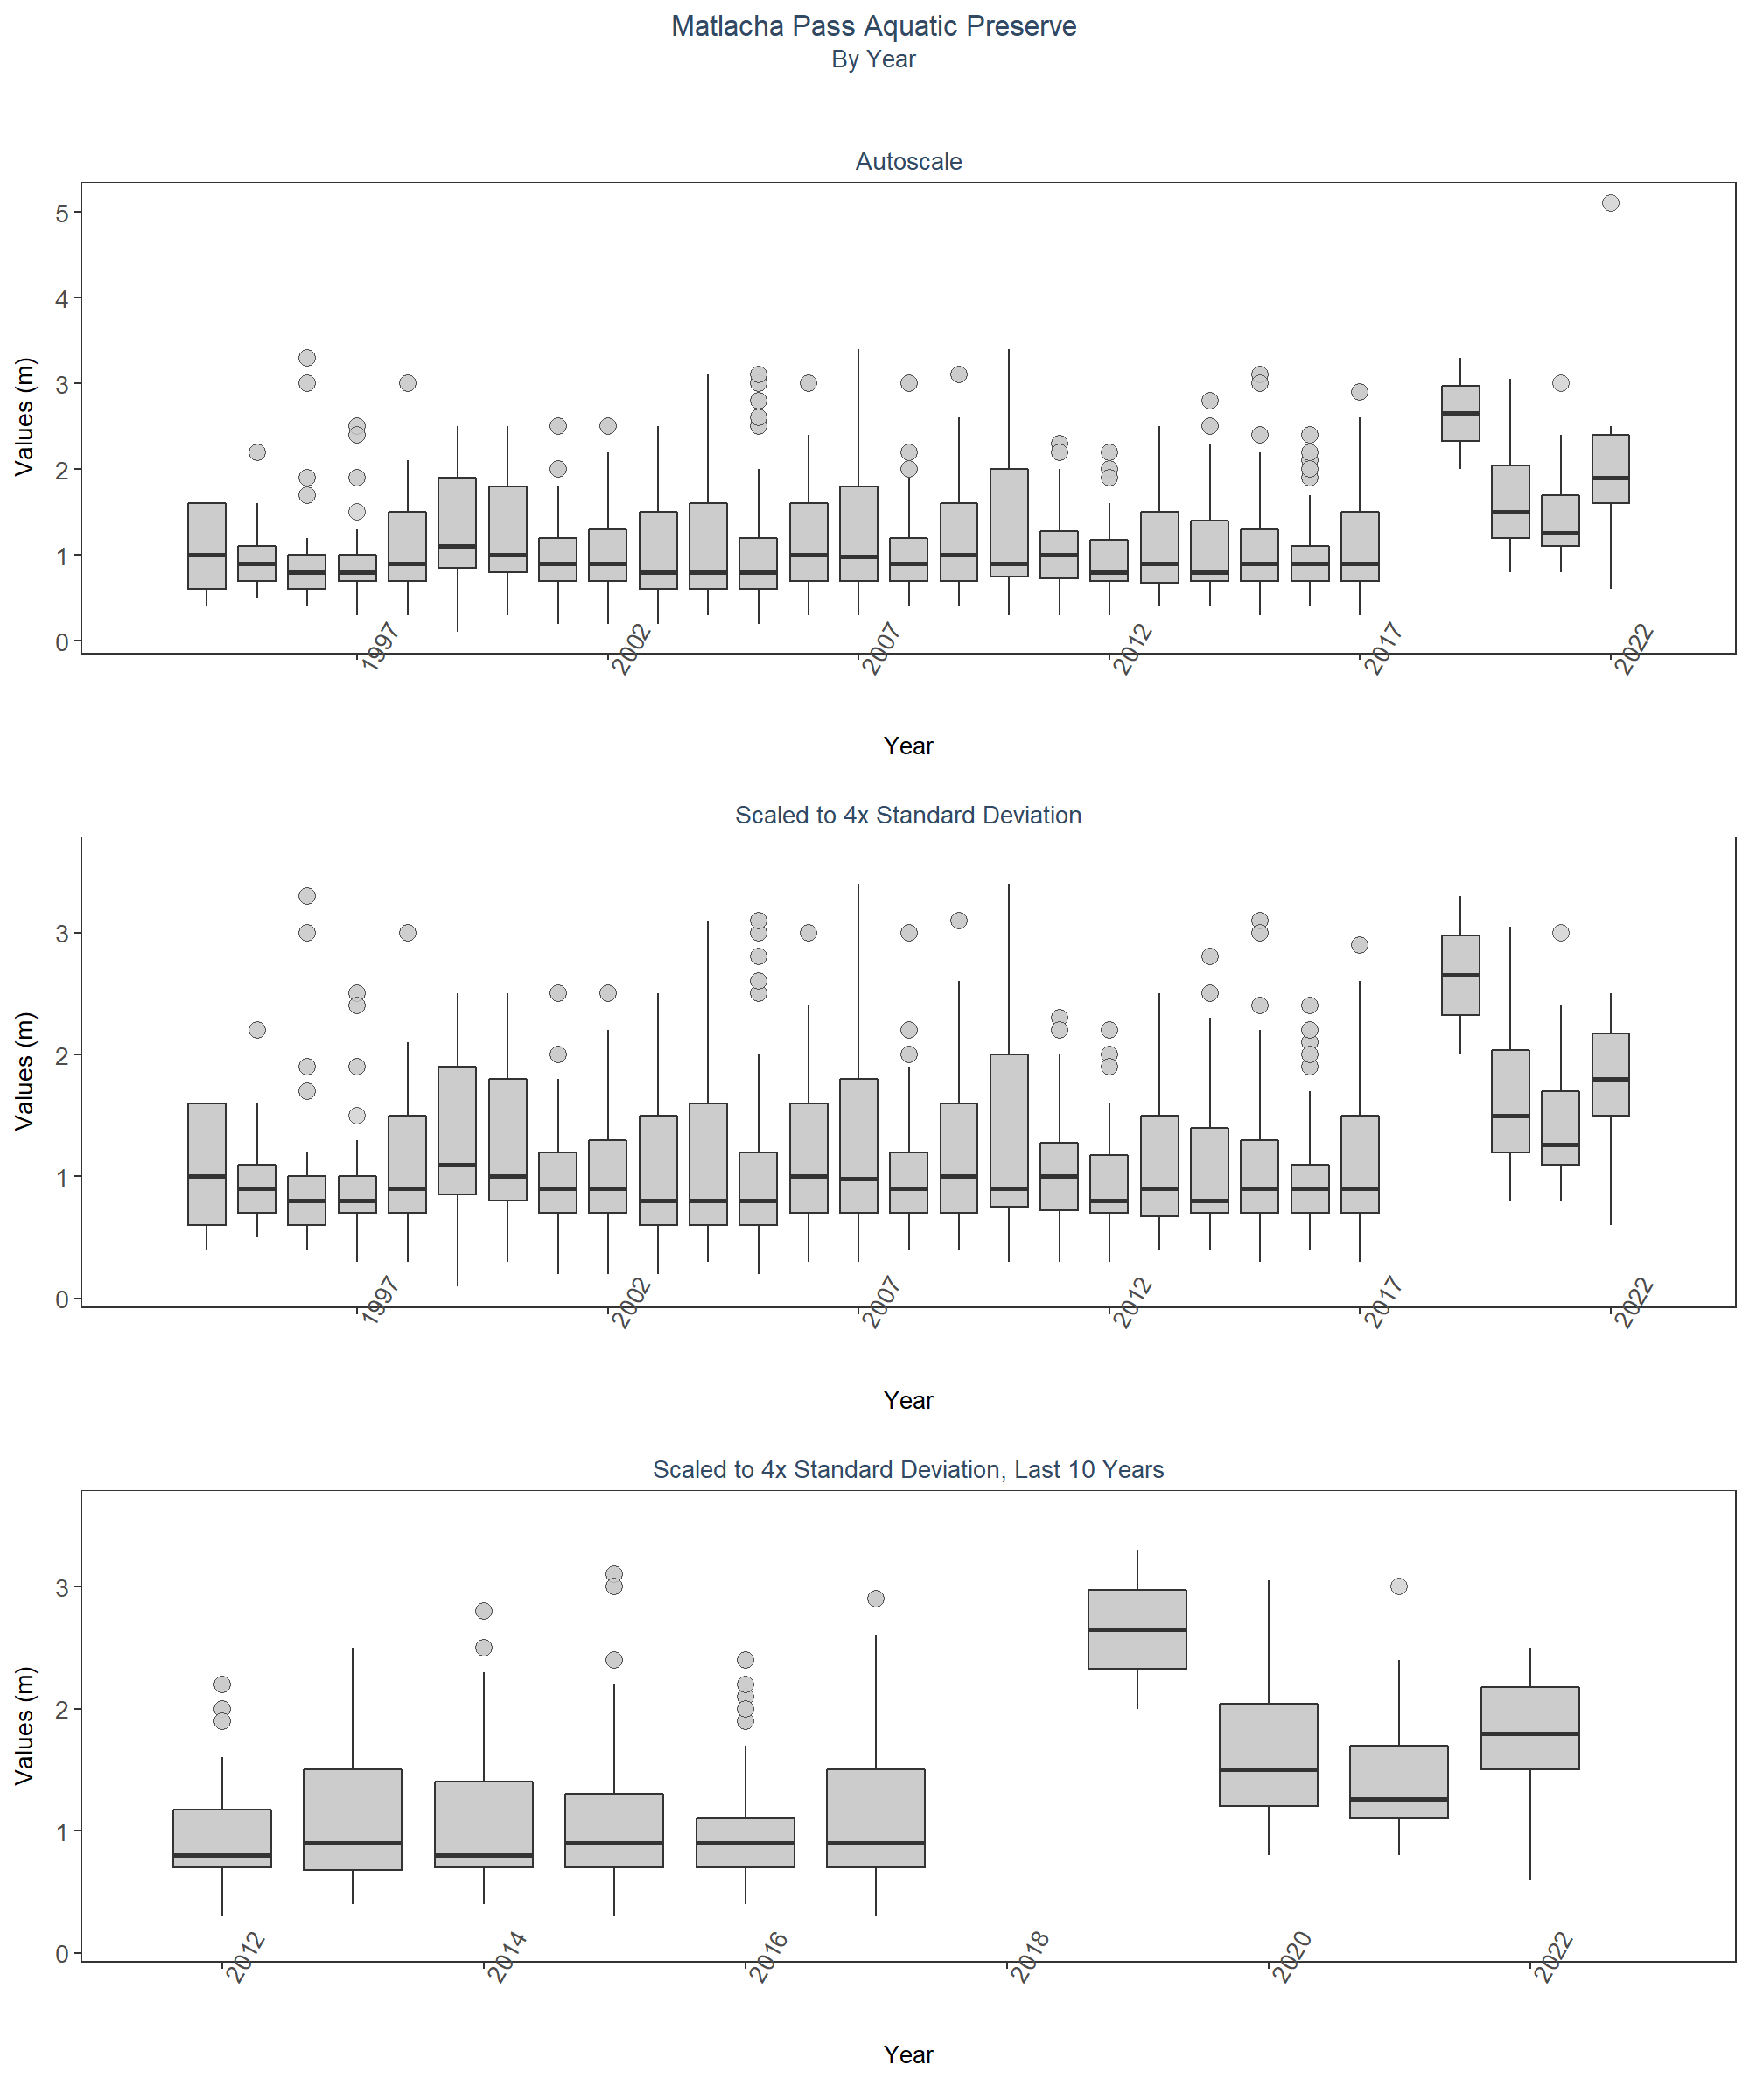 Matlacha Pass Aquatic Preserve
By Year
Autoscale
Values (m)
5
4
3
2
1
0
1997
2002
2007
2012
2017
2022
Year
Scaled to 4x Standard Deviation
Values (m)
3
2
1
0
1997
2002
2007
2012
2017
2022
Year
Scaled to 4x Standard Deviation, Last 10 Years
Values (m)
3
2
1
0
2012
2014
2016
2018
2020
2022
Year